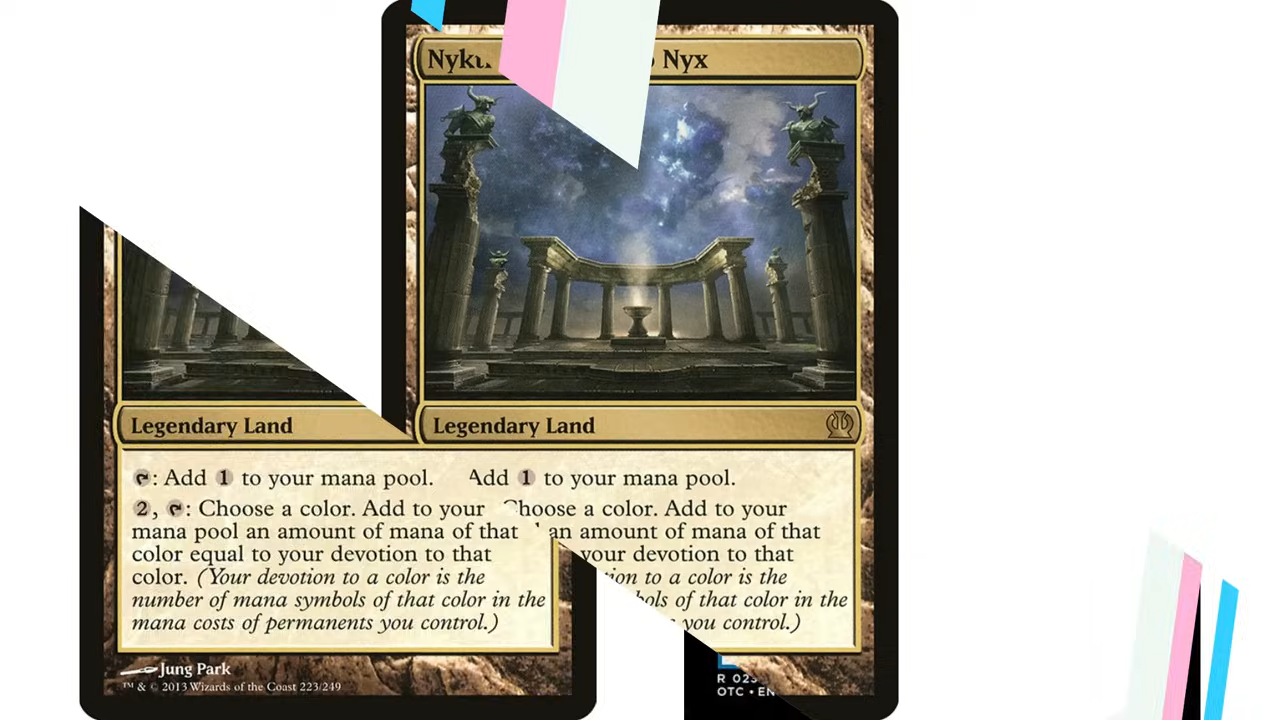 Nyku Nyx
Legendary Land
Legendary Land
: Add 1 to your mana pool.
Add 1 to your mana pool.
2, : Choose a color. Add to your
mana pool an amount of mana of that
color equal to your devotion to that
color. (Your devotion to a color is the
number of mana symbols of that color in the
mana costs of permanents you control.)
Choose a color. Add to your
an amount of mana of that
your devotion to that
to a color is the
of that color in the
you control.)
Jung Park
™ & © 2013 Wizards of the Coast 223/249
R 02
OTC • EN